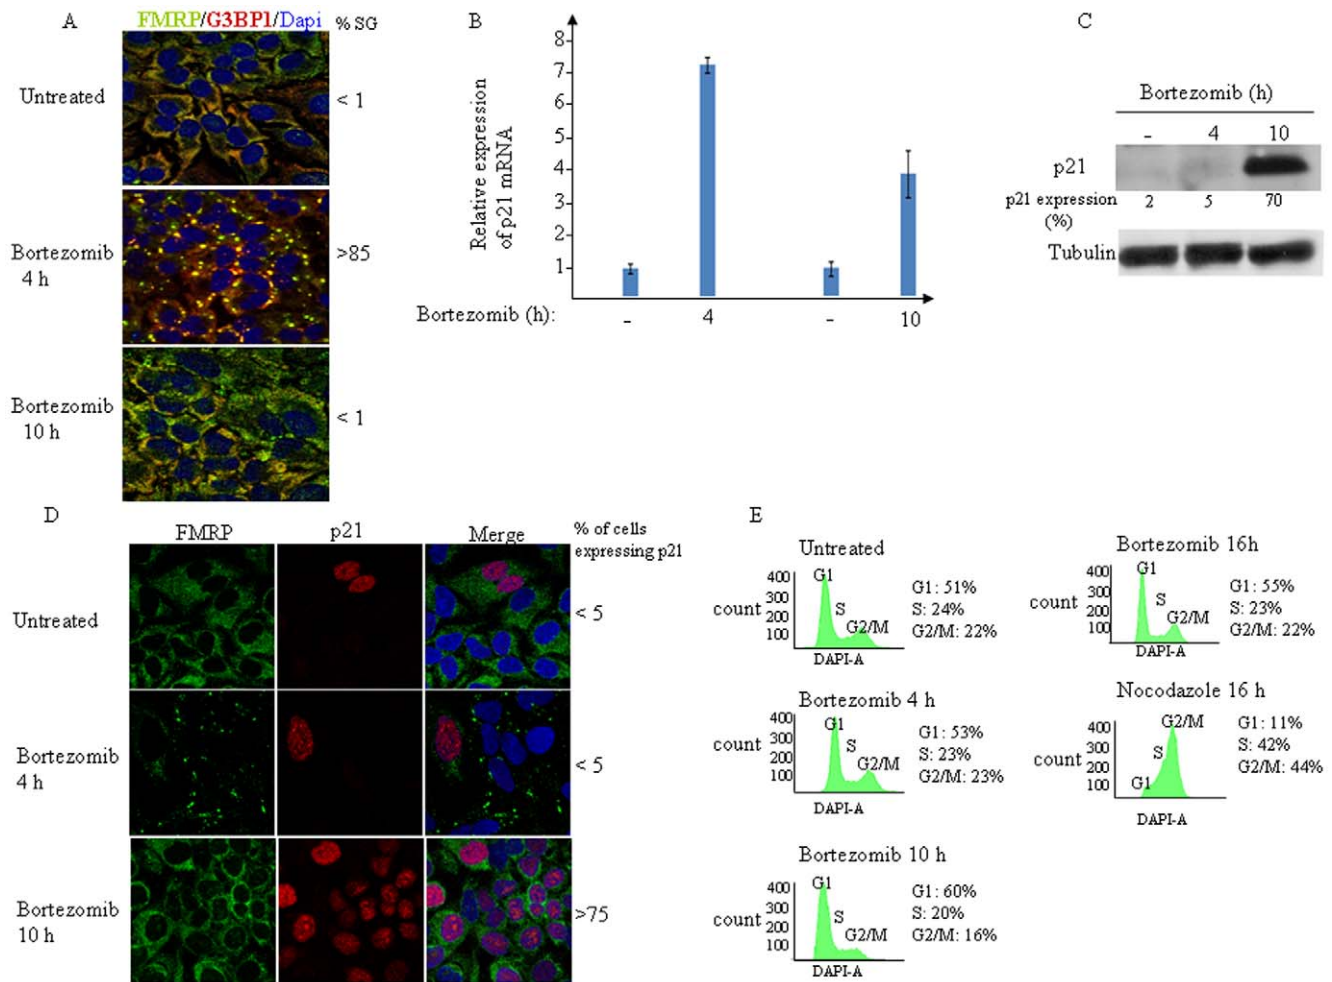 A
FMRP/G3BP1/Dapi
% SG
Untreated
< 1
Bortezomib
4 h
>85
Bortezomib
10 h
< 1
B
Relative expression
of p21 mRNA
8
7
6
5
4
3
2
1
Bortezomib (h):
- 4 - 10
C
Bortezomib (h)
- 4 10
p21
p21 expression
(%)
2 5 70
Tubulin
D
FMRP p21 Merge
% of cells
expressing p21
Untreated
< 5
Bortezomib
4 h
< 5
Bortezomib
10 h
>75
E
Untreated
count
400
300
200
100
G1
S
G2/M
DAPI-A
G1: 51%
S: 24%
G2/M: 22%
Bortezomib 4 h
count
400
300
200
100
G1
S
G2/M
DAPI-A
G1: 53%
S: 23%
G2/M: 23%
Bortezomib 10 h
count
400
300
200
100
G1
S
G2/M
DAPI-A
G1: 60%
S: 20%
G2/M: 16%
Bortezomib 16h
count
400
300
200
100
G1
S
G2/M
DAPI-A
G1: 55%
S: 23%
G2/M: 22%
Nocodazole 16 h
count
400
300
200
100
G1
S
G2/M
DAPI-A
G1: 11%
S: 42%
G2/M: 44%